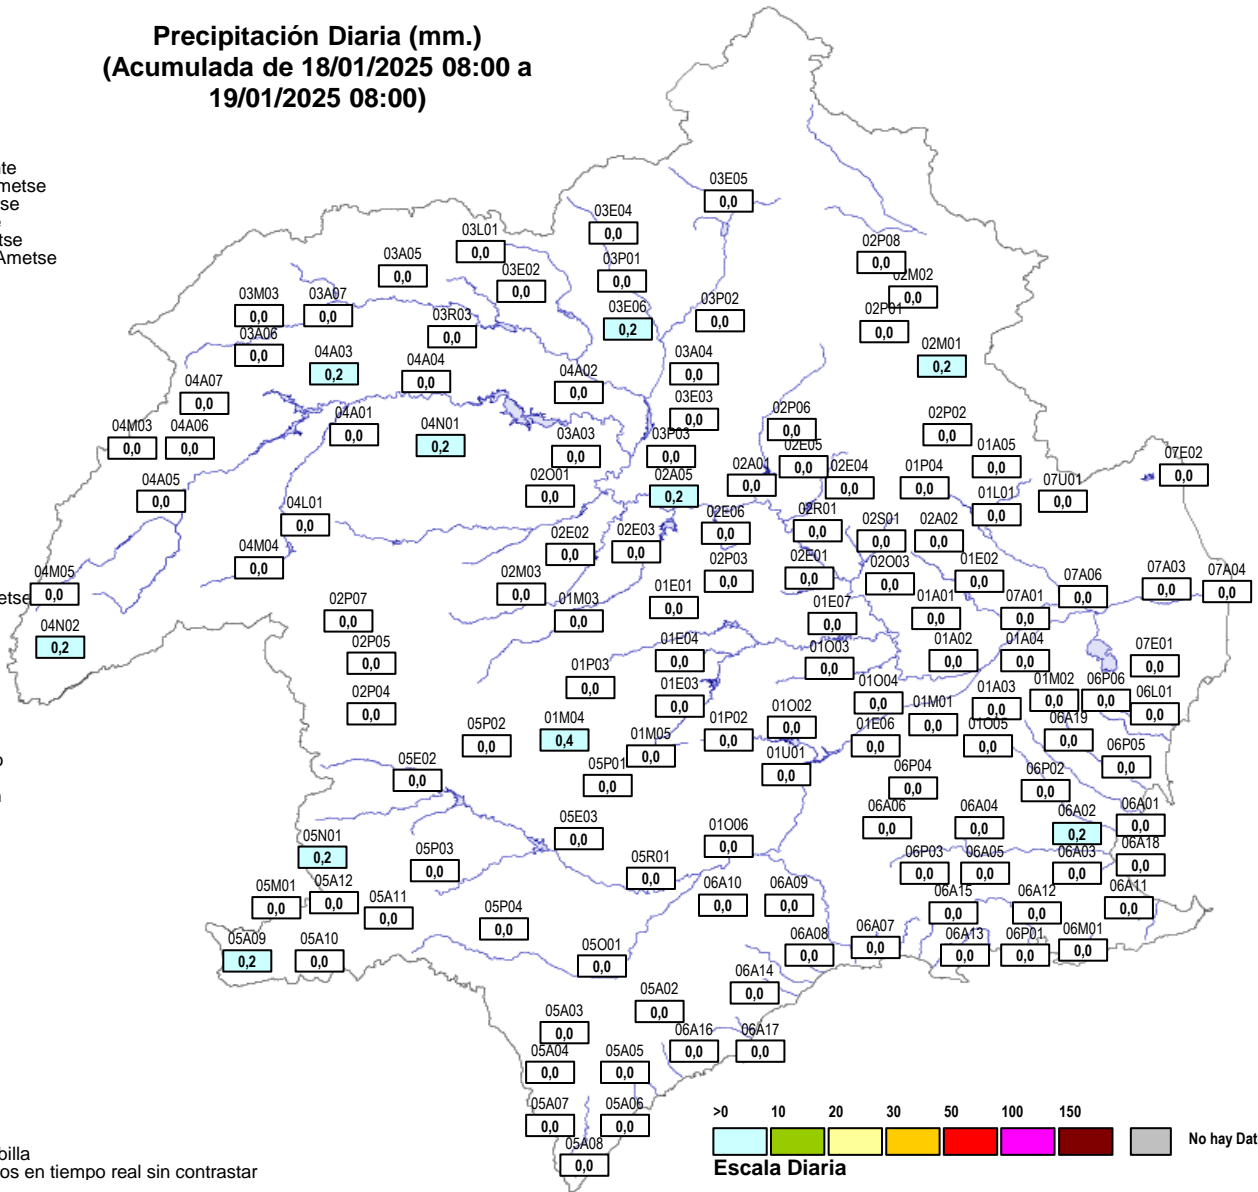 Precipitación Diaria (mm.)
(Acumulada de 18/01/2025 08:00 a
19/01/2025 08:00)
03E05
0,0
03E04
0,0
03L01
0,0
03A05
0,0
03P01
0,0
03E02
0,0
02P08
0,0
02M02
0,0
03M03
0,0
03A07
0,0
03E06
0,2
03P02
0,0
02P01
0,0
03R03
0,0
03A06
0,0
04A03
0,2
04A04
0,0
03A04
0,0
02M01
0,2
04A07
0,0
04A02
0,0
03E03
0,0
04A01
0,0
04N01
0,2
02P06
0,0
02P02
0,0
04M03
0,0
04A06
0,0
03A03
0,0
03P03
0,0
02E05
0,0
01A05
0,0
07E02
0,0
04A05
0,0
02O01
0,0
02A05
0,2
02A01
0,0
02E04
0,0
01P04
0,0
07U01
0,0
01L01
0,0
04L01
0,0
02E06
0,0
02R01
0,0
02S01
0,0
02A02
0,0
02E02
0,0
02E03
0,0
04M04
0,0
02P03
0,0
02E01
0,0
02O03
0,0
01E02
0,0
04M05
0,0
02M03
0,0
07A06
0,0
07A03
0,0
07A04
0,0
02P07
0,0
01M03
0,0
01E01
0,0
01E07
0,0
01A01
0,0
07A01
0,0
04N02
0,2
02P05
0,0
01E04
0,0
01O03
0,0
01A02
0,0
01A04
0,0
07E01
0,0
01P03
0,0
02P04
0,0
01E03
0,0
01O04
0,0
01A03
0,0
01M02
0,0
06P06
0,0
06L01
0,0
01M01
0,0
05P02
0,0
01M04
0,4
01M05
0,0
01P02
0,0
01O02
0,0
01E06
0,0
01O05
0,0
06A19
0,0
05E02
0,0
05P01
0,0
01U01
0,0
06P04
0,0
06P02
0,0
06P05
0,0
05E03
0,0
01O06
0,0
06A06
0,0
06A04
0,0
06A02
0,2
06A01
0,0
05N01
0,2
05P03
0,0
05R01
0,0
06P03
0,0
06A05
0,0
06A03
0,0
06A18
0,0
05M01
0,0
05A12
0,0
05A11
0,0
06A10
0,0
06A09
0,0
06A15
0,0
06A12
0,0
06A11
0,0
05P04
0,0
05A09
0,2
05A10
0,0
05O01
0,0
06A08
0,0
06A07
0,0
06A13
0,0
06P01
0,0
06M01
0,0
06A14
0,0
05A02
0,0
05A03
0,0
06A16
0,0
06A17
0,0
05A04
0,0
05A05
0,0
05A07
0,0
05A06
0,0
05A08
0,0
>0 10 20 30 50 100 150
No hay Dat
Escala Diaria